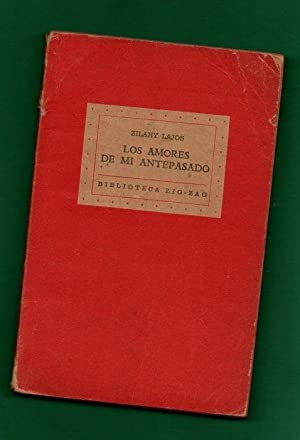 ZILAHY LAJOS
LOS AMORES
DE MI ANTEPASADO
BIBLIOTECA ZIG-ZAG